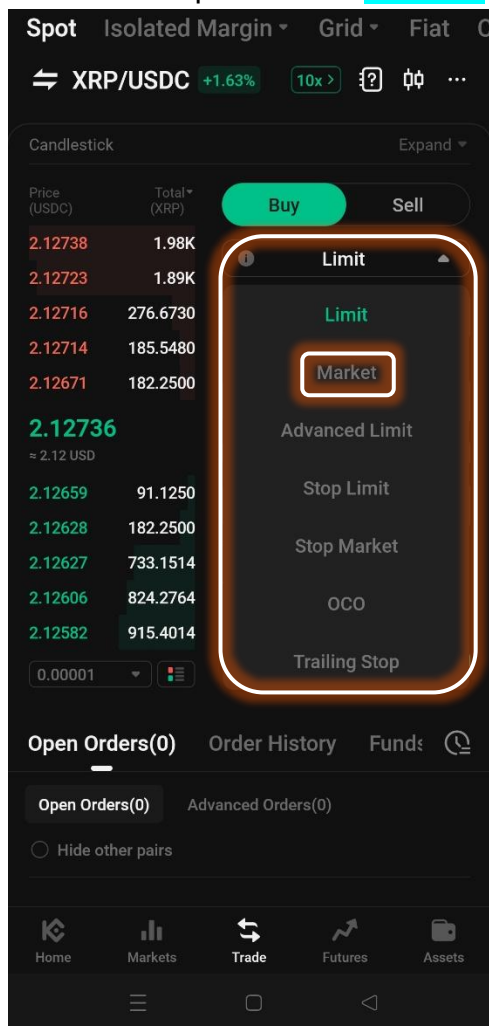 Spot Isolated Margin Grid Fiat
XRP/USDC +1.63% 10x >
Candlestick Expand
Price Total
(USDC) (XRP)
Buy Sell
2.12738 1.98K
Limit
2.12723 1.89K
2.12716 276.6730
Limit
2.12714 185.5480
Market
2.12671 182.2500
2.12736
Advanced Limit
≈ 2.12 USD
2.12659 91.1250
Stop Limit
2.12628 182.2500
Stop Market
2.12627 733.1514
2.12606 824.2764
OCO
2.12582 915.4014
Trailing Stop
0.00001
Open Orders(0) Order History
Open Orders(0) Advanced Orders(0)
Hide other pairs
Home Markets Trade Futures Assets